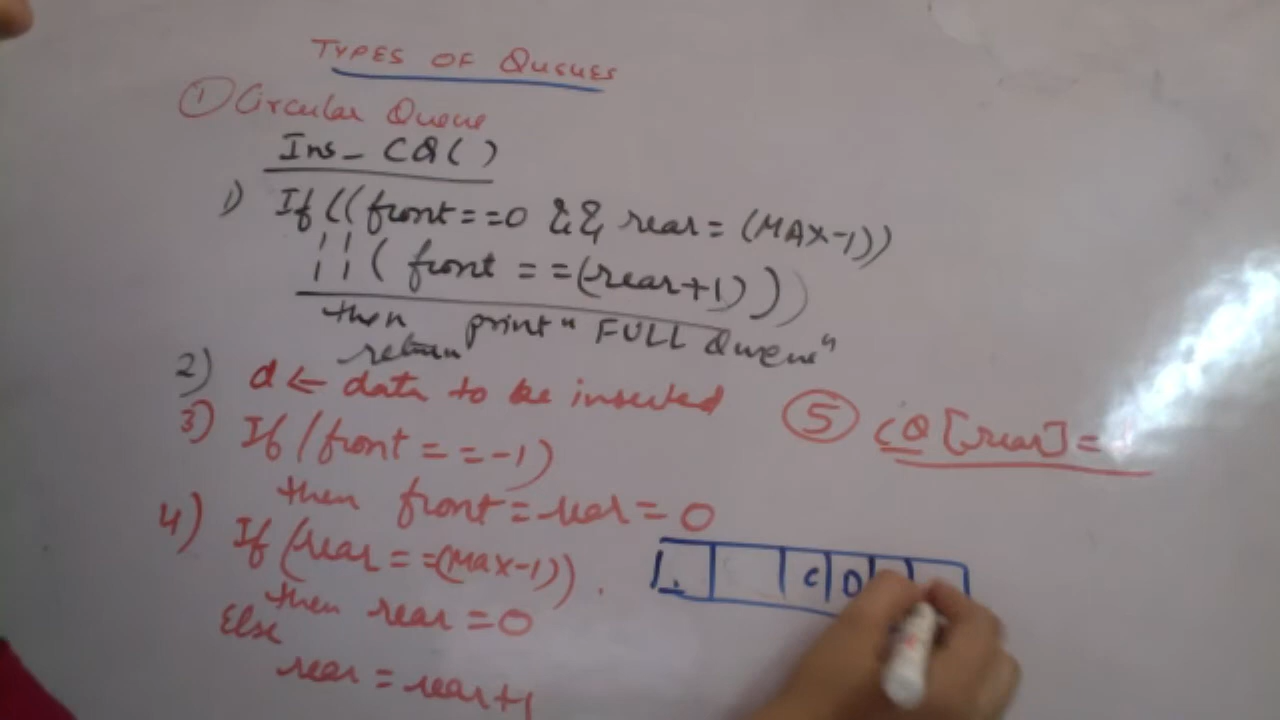 TYPES OF QUEUES
① Circular Queue
Ins_ CQ( )
1) If ((front==0 && rear=(MAX-1))
|| (front ==(rear+1)))
then print "FULL Queue"
return
2) d ← data to be inserted
3) If (front ==-1)
then front=rear=0
4) If (rear ==(MAX-1)).
then rear=0
Else
rear=rear+1
⑤ CQ[rear]=
C D